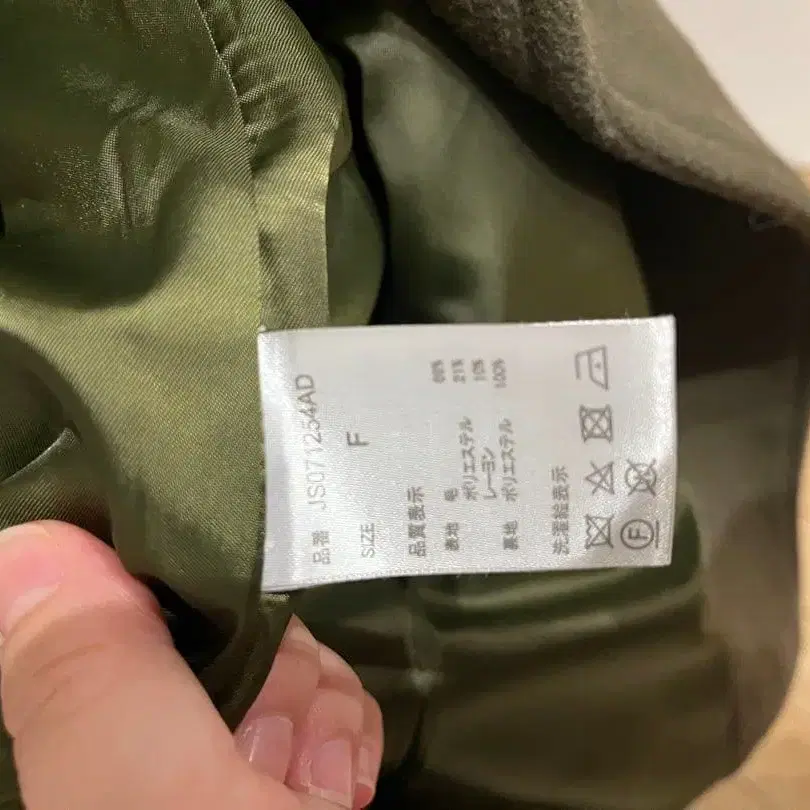 品番 JS071254AD
SIZE F
品質表示
表地 毛 69%
ポリエステル 21%
レーヨン 10%
裏地 ポリエステル 100%
洗濯絵表示
F